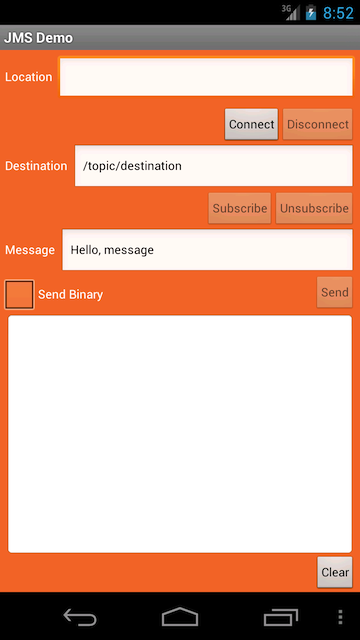 3G 8:52
JMS Demo
Location
Connect Disconnect
Destination /topic/destination
Subscribe Unsubscribe
Message Hello, message
Send Binary Send
Clear